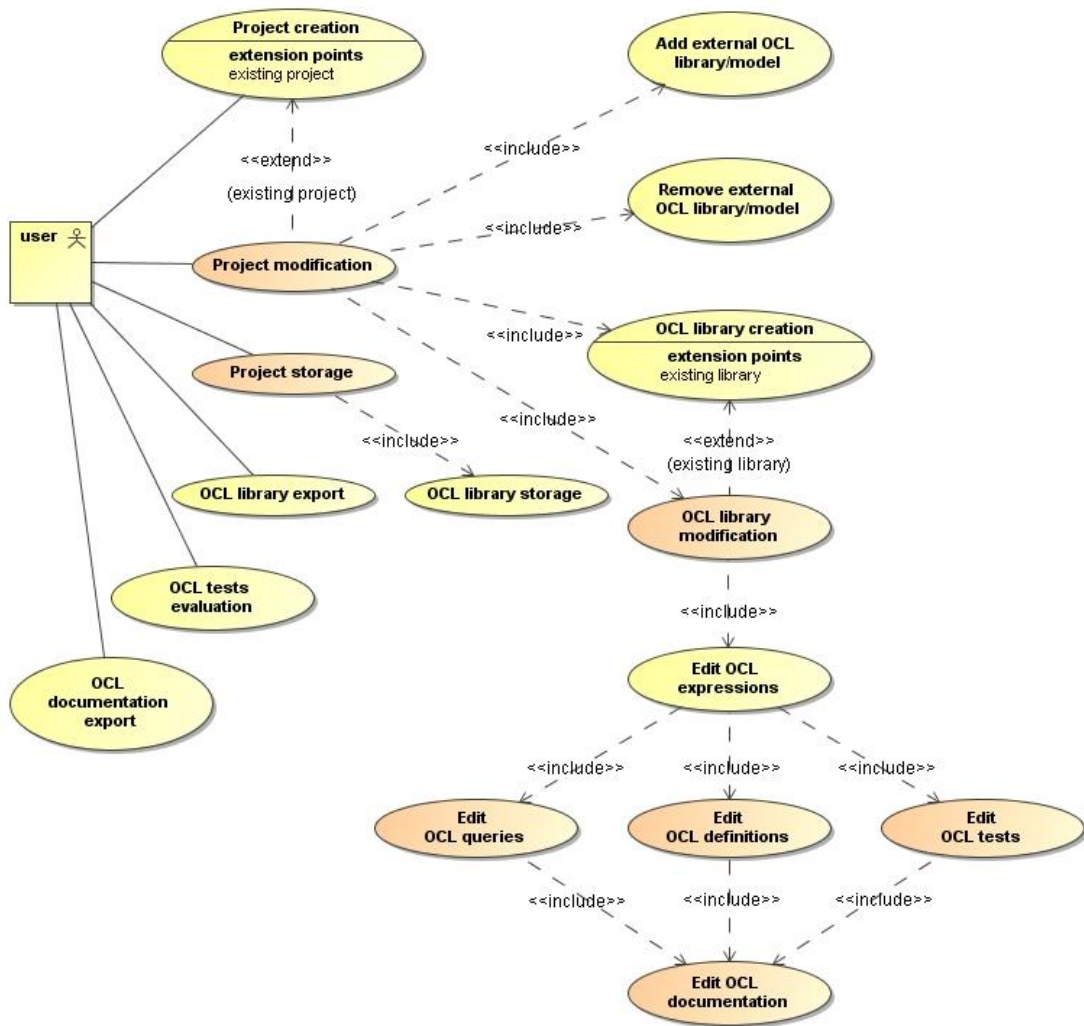 Project creation
extension points
existing project
Add external OCL
library/model
<<extend>>
(existing project)
<<include>>
Remove external
OCL library/model
<<include>>
user
Project modification
<<include>>
OCL library creation
extension points
existing library
Project storage
<<include>>
<<include>>
<<extend>>
(existing library)
OCL library export
OCL library storage
OCL library
modification
OCL tests
evaluation
<<include>>
Edit OCL
expressions
OCL
documentation
export
<<include>>
<<include>>
<<include>>
Edit
OCL queries
Edit
OCL definitions
Edit
OCL tests
<<include>>
<<include>>
<<include>>
Edit OCL
documentation